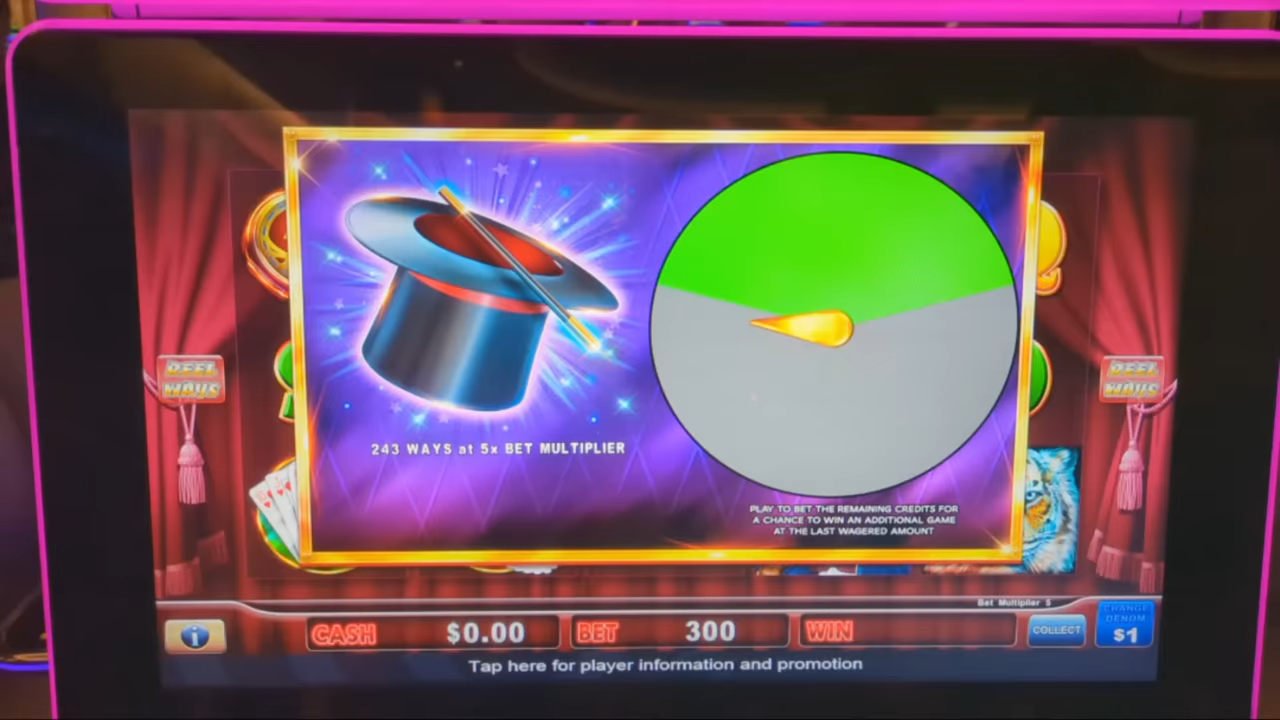 REEL
WAYS
REEL
WAYS
243 WAYS at 5x BET MULTIPLIER
PLAY TO BET THE REMAINING CREDITS FOR
A CHANCE TO WIN AN ADDITIONAL GAME
AT THE LAST WAGERED AMOUNT
Bet Multiplier 5
i
CASH $0.00 BET 300 WIN COLLECT
CHANGE
DENOM
$1
Tap here for player information and promotion